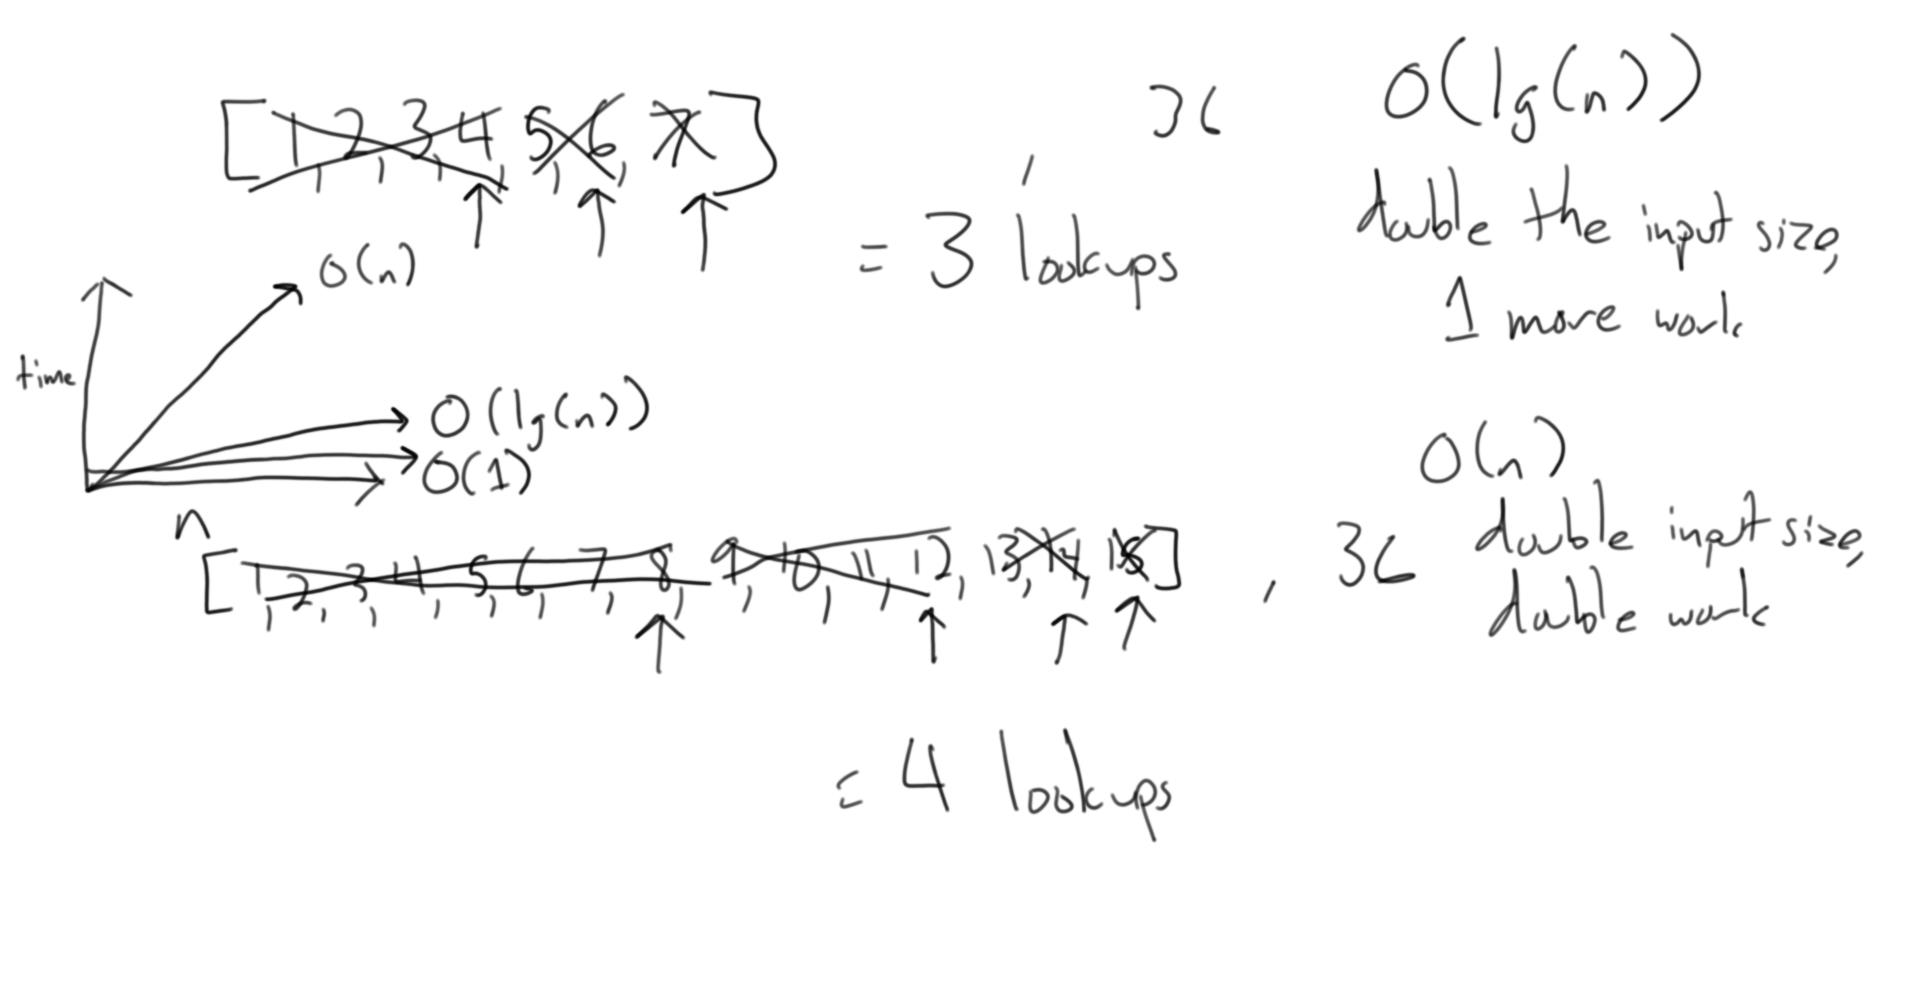 [1, 2, 3, 4, 5, 6, 7] , 36
= 3 lookups
O(lg(n))
double the input size,
1 more work
O(n)
time
O(lg(n))
O(1)
n
[1, 2, 3, 4, 5, 6, 7, 8, 9, 10, 11, 12, 13, 14, 15] , 36
= 4 lookups
O(n)
double input size,
double work